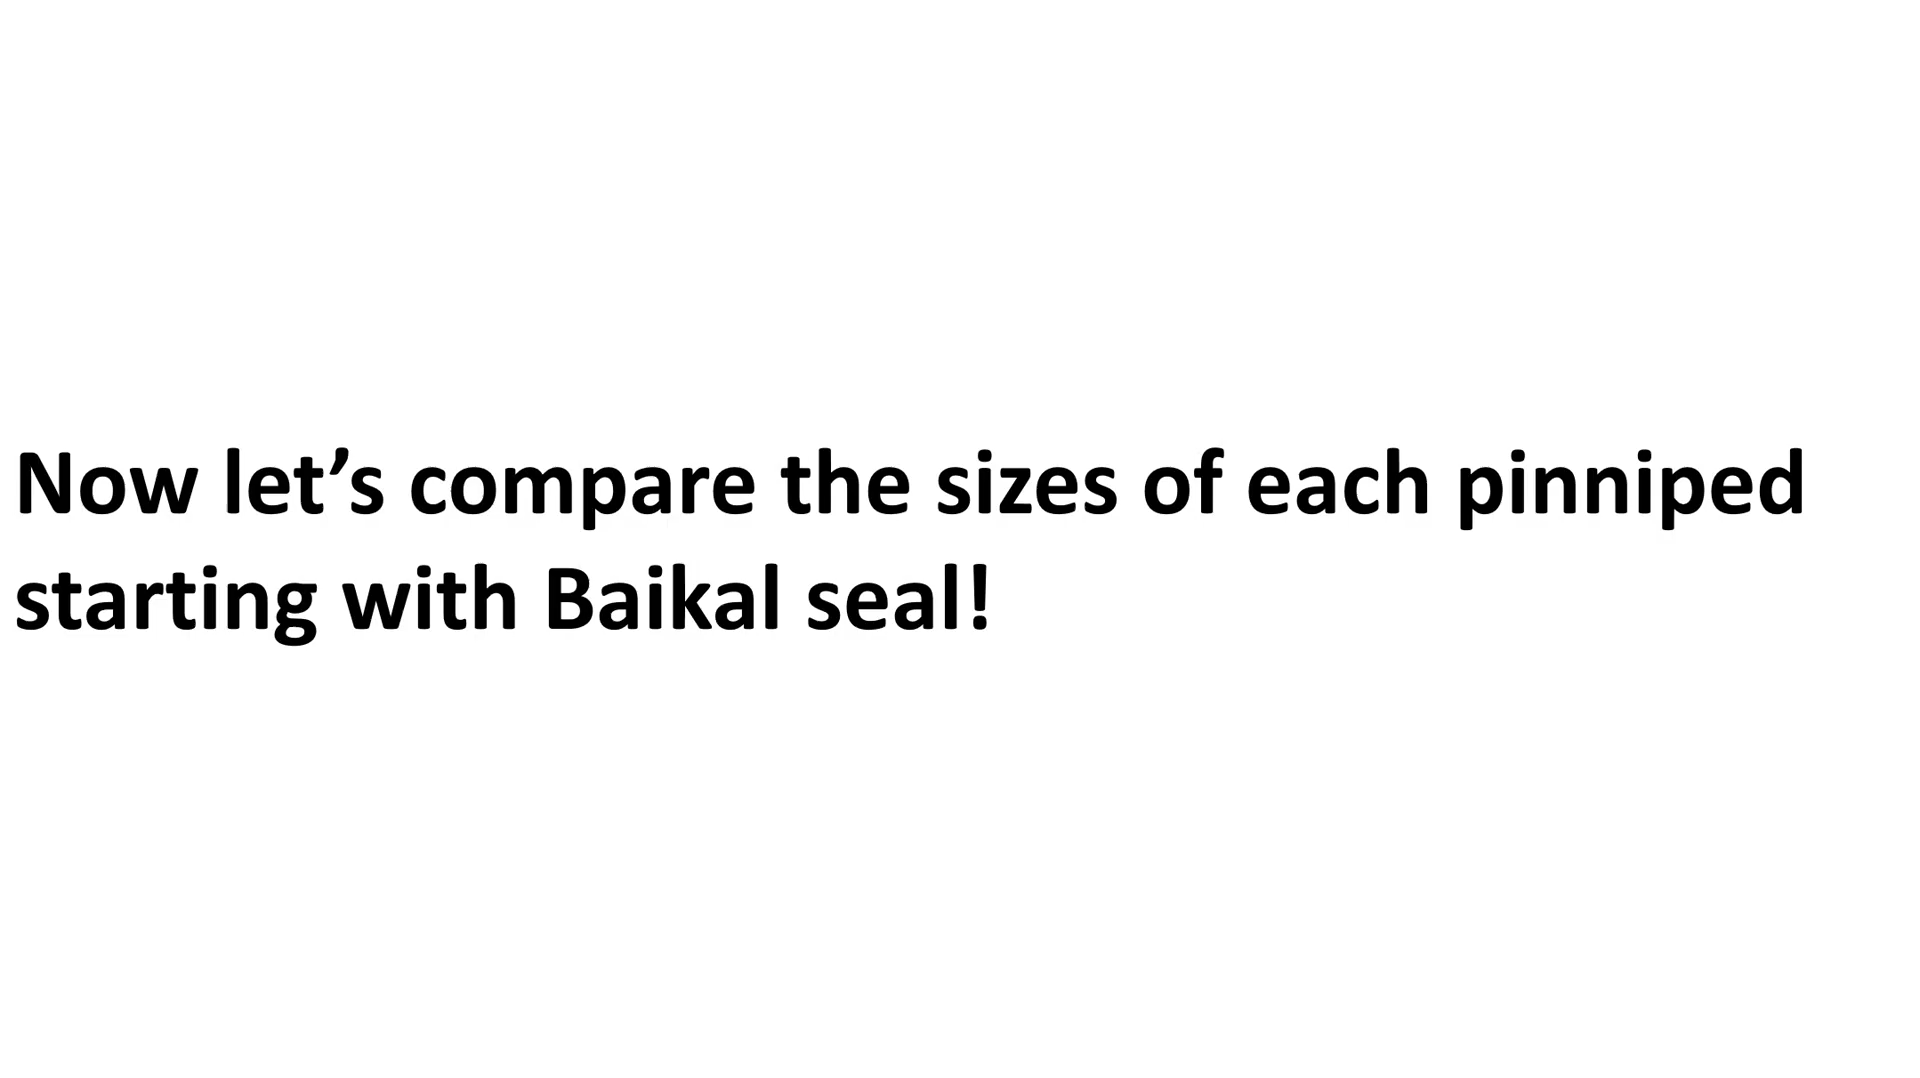 Now let’s compare the sizes of each pinniped
starting with Baikal seal!